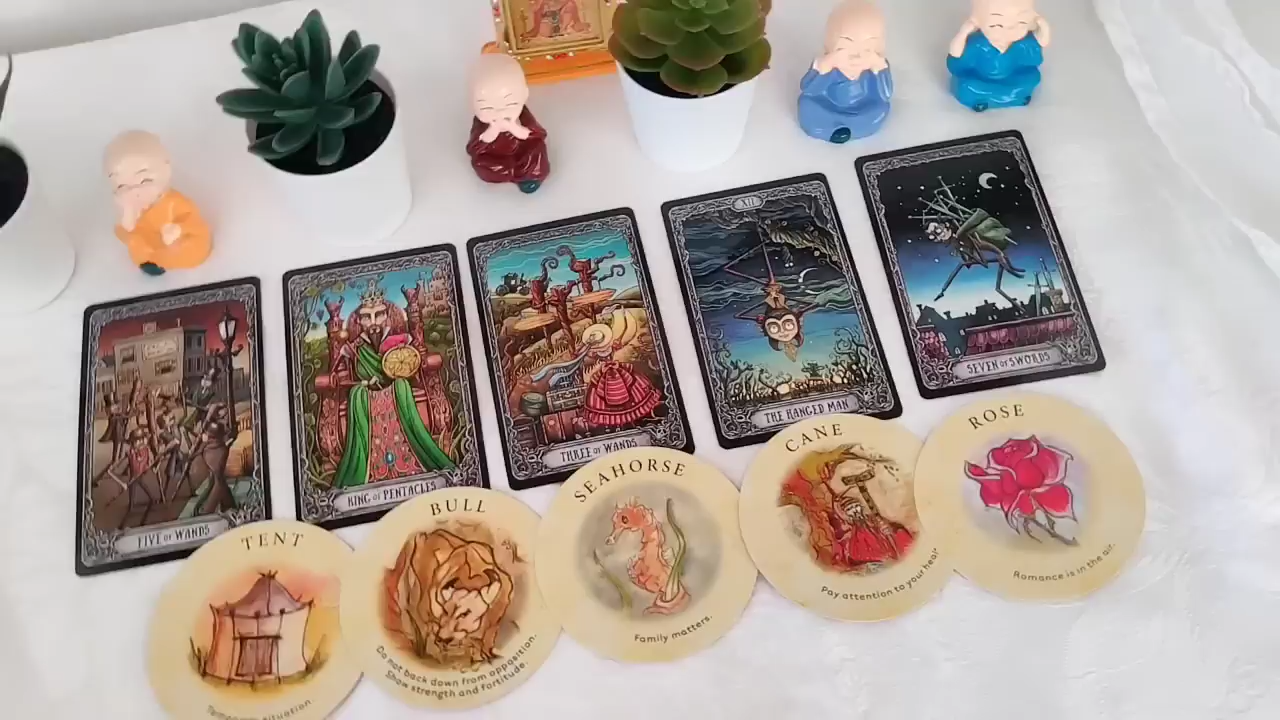 XII
FIVE OF WANDS
KING OF PENTACLES
THREE OF WANDS
THE HANGED MAN
SEVEN OF SWORDS
TENT
situation.
BULL
Do not back down from opposition.
Show strength and fortitude.
SEAHORSE
Family matters.
CANE
Pay attention to your
ROSE
Romance is in the air.